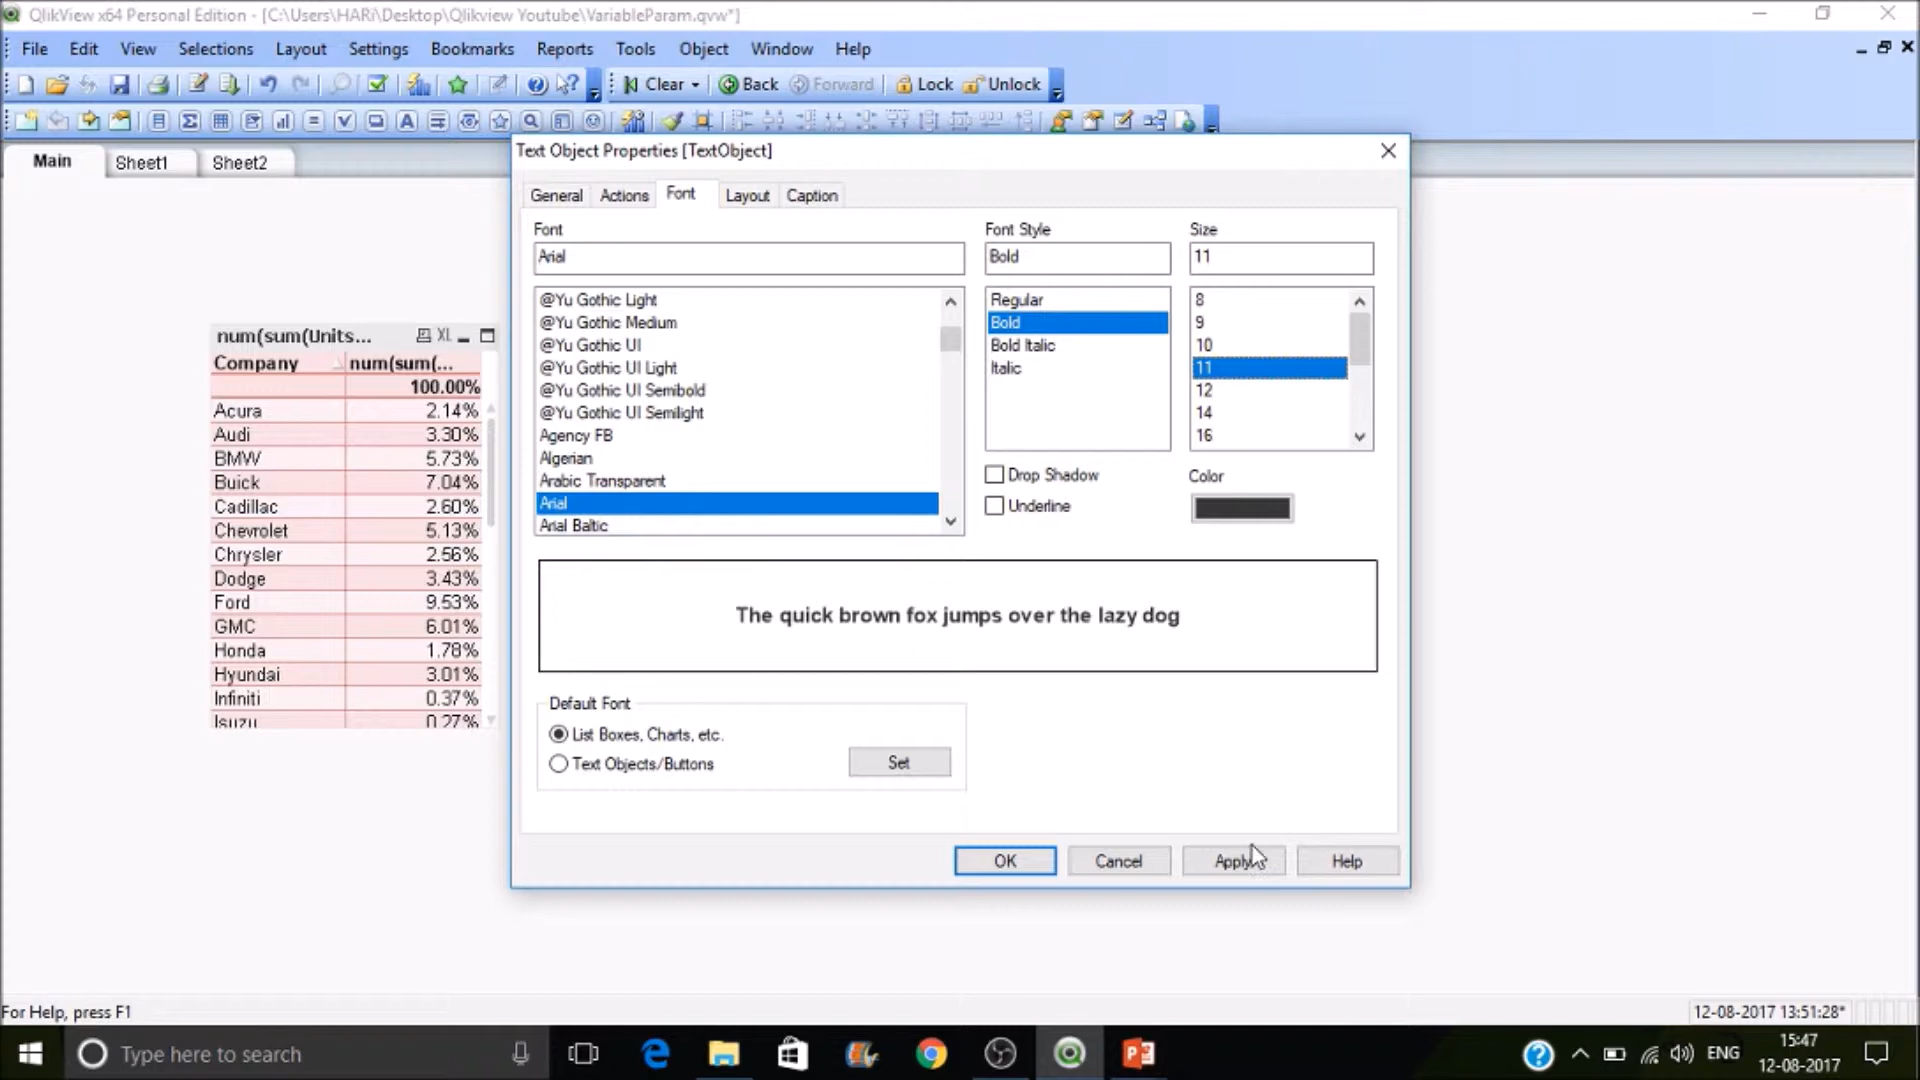 QlikView x64 Personal Edition - [C:\Users\HARi\Desktop\Qlikview Youtube\VariableParam.qvw*]
File Edit View Selections Layout Settings Bookmarks Reports Tools Object Window Help
Clear Back Forward Lock Unlock
Main Sheet1 Sheet2
Text Object Properties [TextObject]
General Actions Font Layout Caption
Font Font Style Size
Arial Bold 11
@Yu Gothic Light
@Yu Gothic Medium
@Yu Gothic UI
@Yu Gothic UI Light
@Yu Gothic UI Semibold
@Yu Gothic UI Semilight
Agency FB
Algerian
Arabic Transparent
Arial
Arial Baltic
Regular
Bold
Bold Italic
Italic
8
9
10
11
12
14
16
Drop Shadow
Underline
Color
The quick brown fox jumps over the lazy dog
Default Font
List Boxes, Charts, etc.
Text Objects/Buttons
Set
OK Cancel Apply Help
num(sum(Units... XL
Company num(sum(...
100.00%
Acura 2.14%
Audi 3.30%
BMW 5.73%
Buick 7.04%
Cadillac 2.60%
Chevrolet 5.13%
Chrysler 2.56%
Dodge 3.43%
Ford 9.53%
GMC 6.01%
Honda 1.78%
Hyundai 3.01%
Infiniti 0.37%
Isuzu 0.27%
For Help, press F1
12-08-2017 13:51:28*
Type here to search
ENG
15:47
12-08-2017